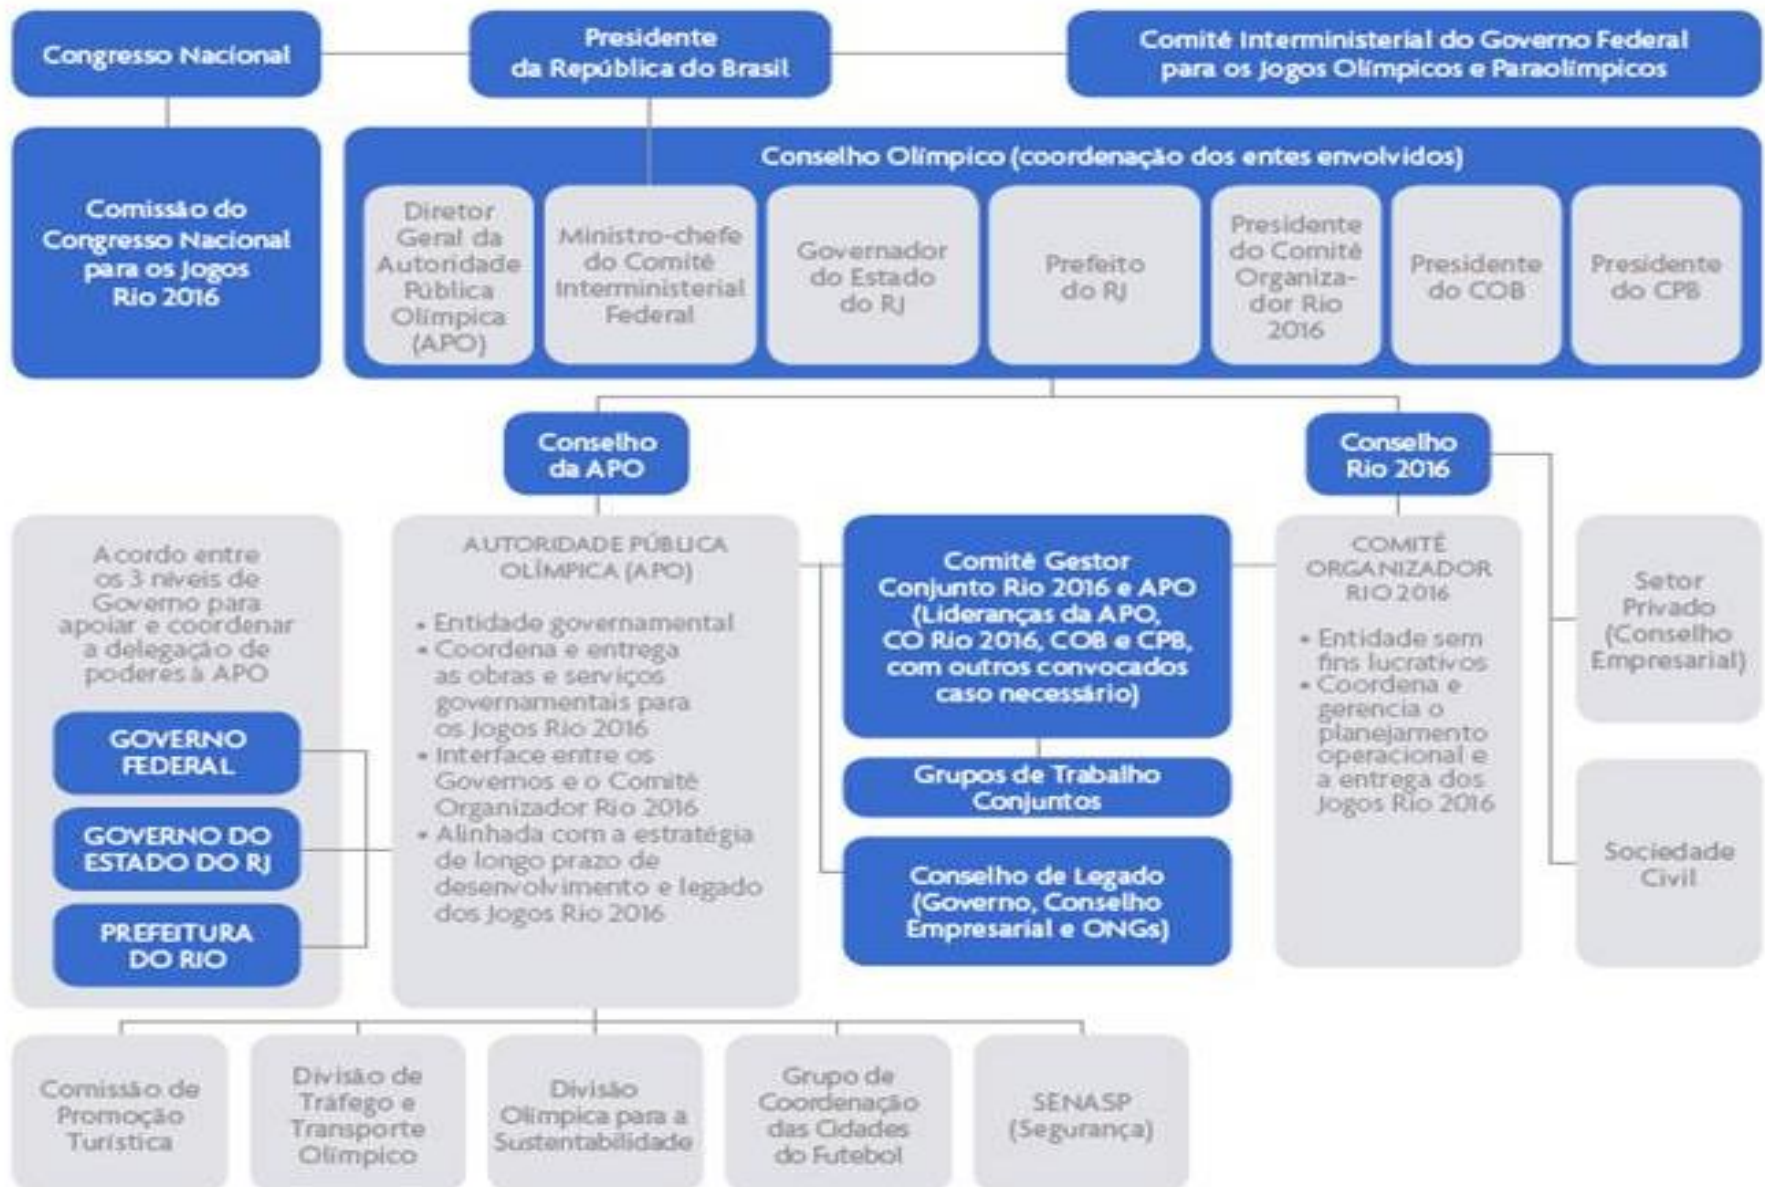 Congresso Nacional
Presidente
da República do Brasil
Comitê Interministerial do Governo Federal
para os Jogos Olímpicos e Paraolímpicos
Comissão do
Congresso Nacional
para os Jogos
Rio 2016
Conselho Olímpico (coordenação dos entes envolvidos)
Diretor
Geral da
Autoridade
Pública
Olímpica
(APO)
Ministro-chefe
do Comitê
Interministerial
Federal
Governador
do Estado
do RJ
Prefeito
do RJ
Presidente
do Comitê
Organiza-
dor Rio
2016
Presidente
do COB
Presidente
do CPB
Conselho
da APO
Conselho
Rio 2016
Acordo entre
os 3 níveis de
Governo para
apoiar e coordenar
a delegação de
poderes à APO
GOVERNO
FEDERAL
GOVERNO DO
ESTADO DO RJ
PREFEITURA
DO RIO
AUTORIDADE PÚBLICA
OLÍMPICA (APO)
• Entidade governamental
• Coordena e entrega
as obras e serviços
governamentais para
os Jogos Rio 2016
• Interface entre os
Governos e o Comitê
Organizador Rio 2016
• Alinhada com a estratégia
de longo prazo de
desenvolvimento e legado
dos Jogos Rio 2016
Comitê Gestor
Conjunto Rio 2016 e APO
(Lideranças da APO,
CO Rio 2016, COB e CPB,
com outros convocados
caso necessário)
Grupos de Trabalho
Conjuntos
Conselho de Legado
(Governo, Conselho
Empresarial e ONGs)
COMITÊ
ORGANIZADOR
RIO 2016
• Entidade sem
fins lucrativos
• Coordena e
gerencia o
planejamento
operacional e
a entrega dos
Jogos Rio 2016
Setor
Privado
(Conselho
Empresarial)
Sociedade
Civil
Comissão de
Promoção
Turística
Divisão de
Tráfego e
Transporte
Olímpico
Divisão
Olímpica para a
Sustentabilidade
Grupo de
Coordenação
das Cidades
do Futebol
SENASP
(Segurança)